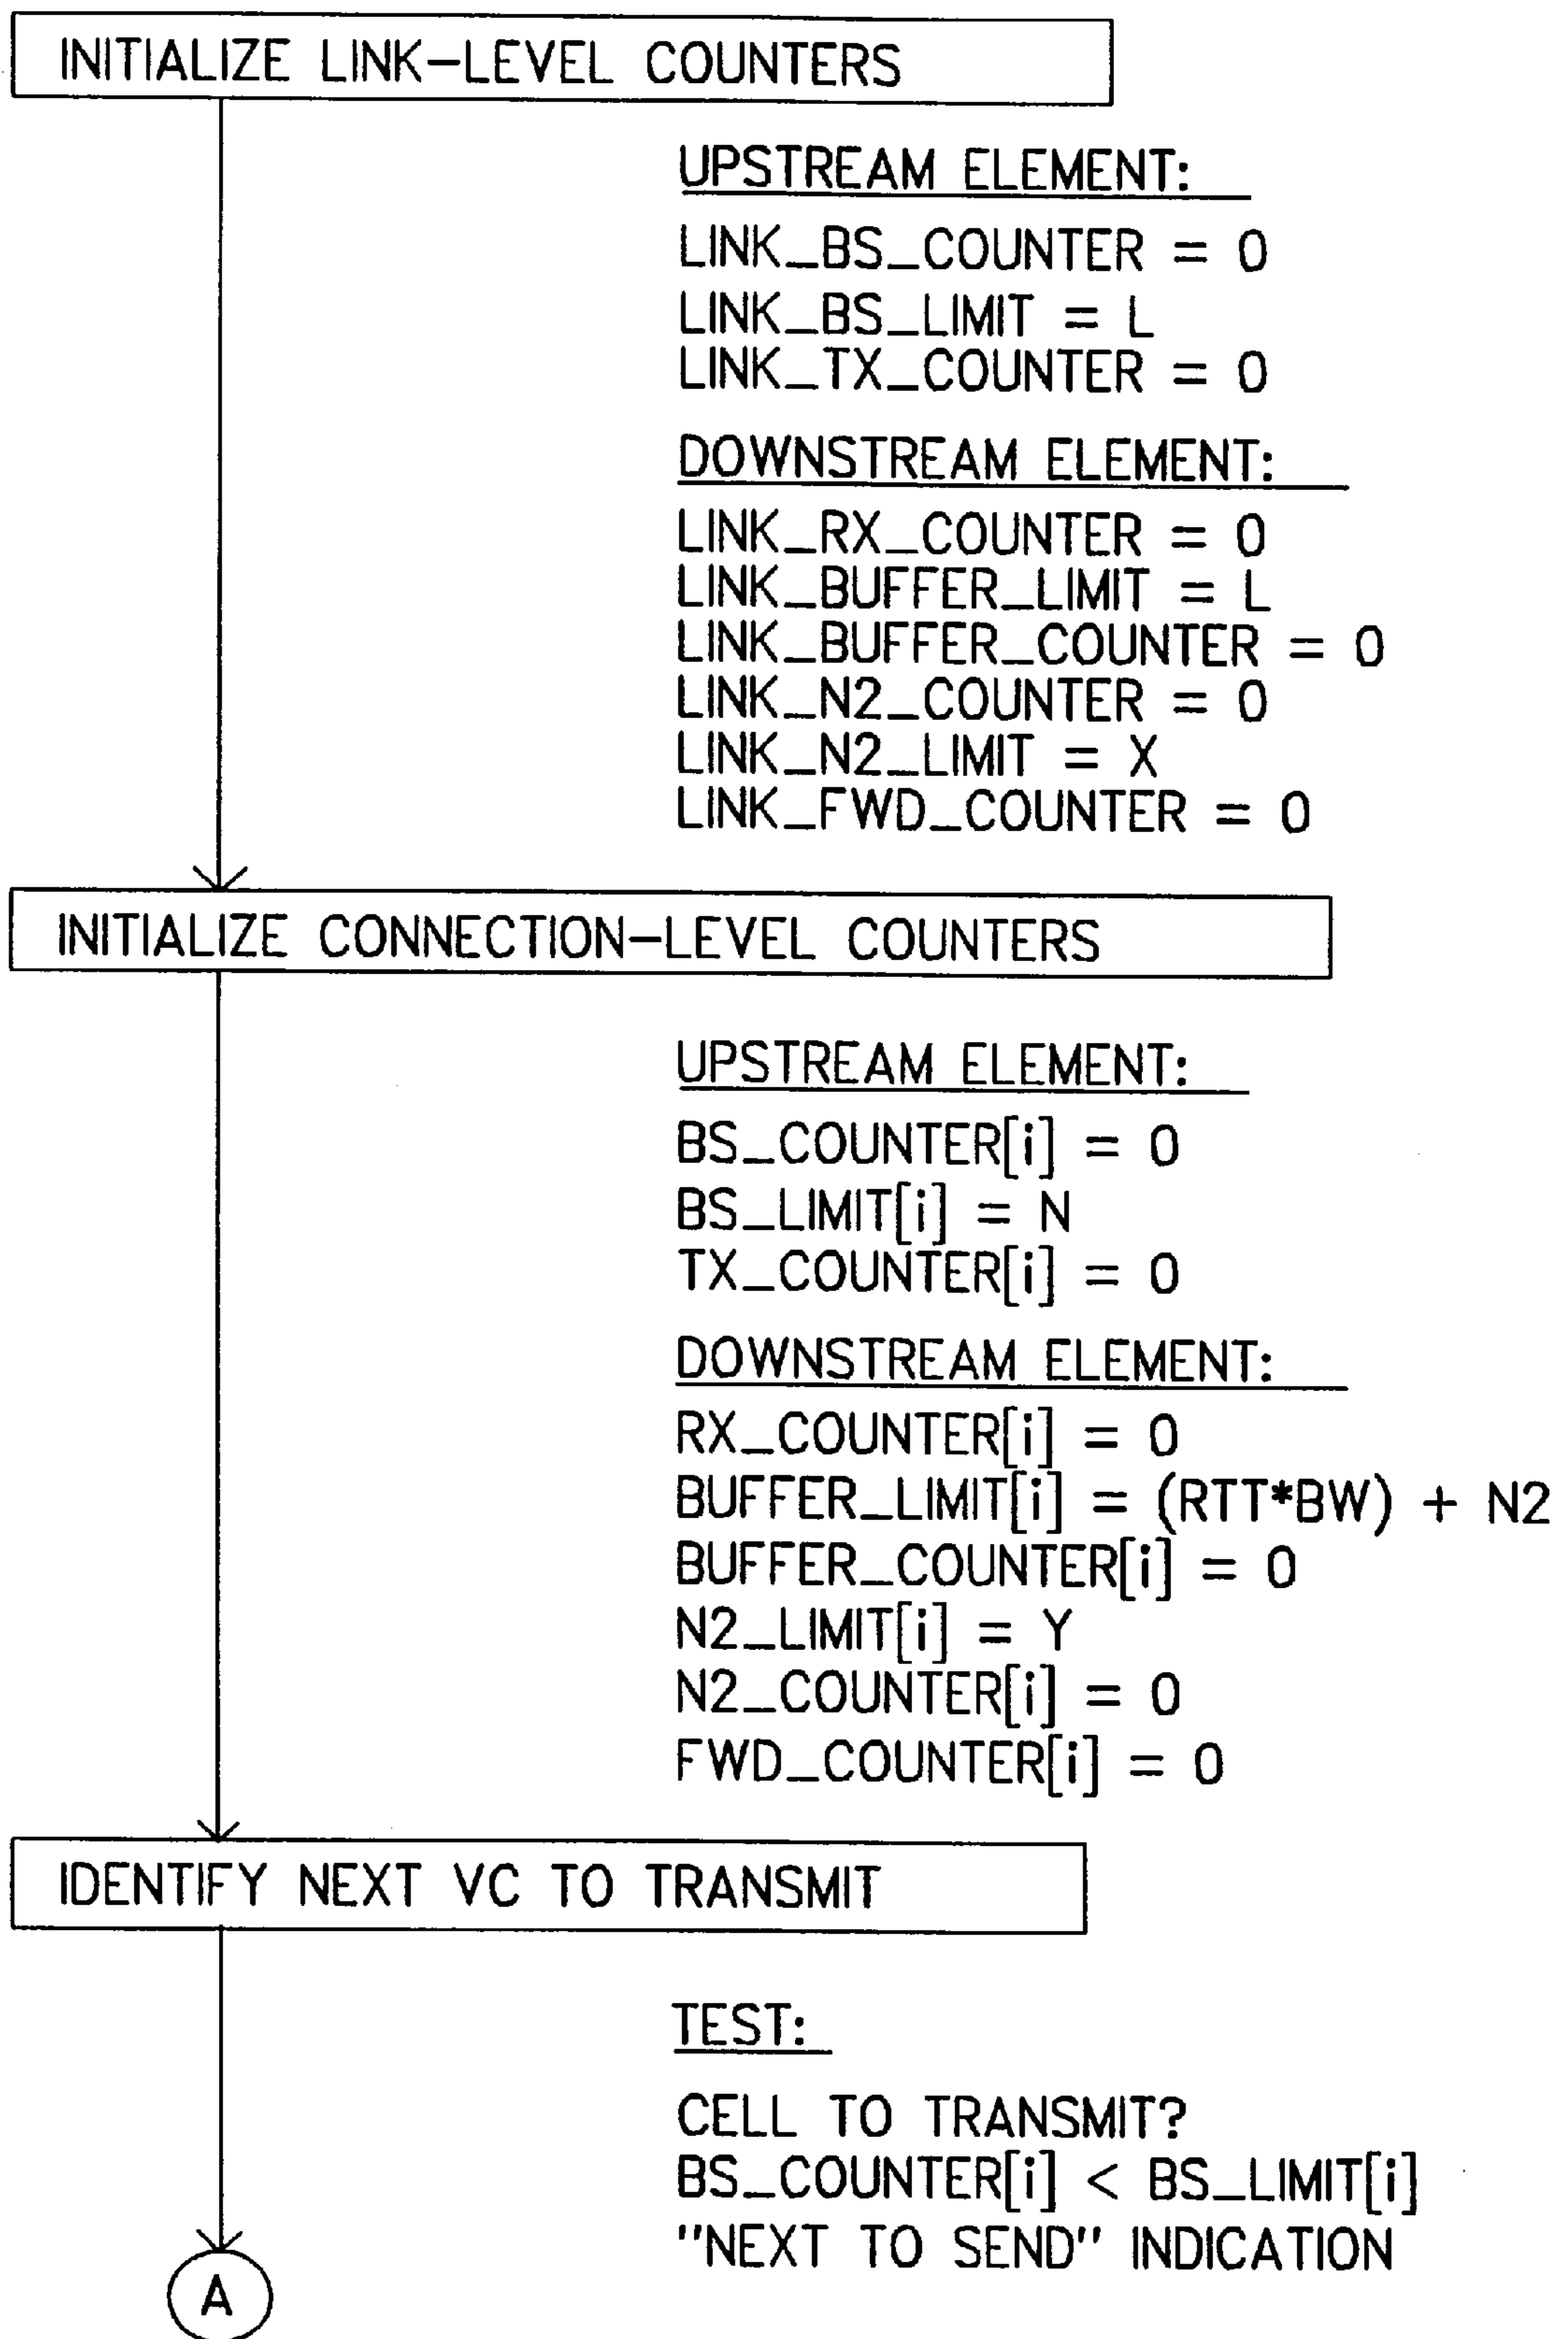 INITIALIZE LINK-LEVEL COUNTERS
UPSTREAM ELEMENT:
LINK_BS_COUNTER = 0
LINK_BS_LIMIT = L
LINK_TX_COUNTER = 0
DOWNSTREAM ELEMENT:
LINK_RX_COUNTER = 0
LINK_BUFFER_LIMIT = L
LINK_BUFFER_COUNTER = 0
LINK_N2_COUNTER = 0
LINK_N2_LIMIT = X
LINK_FWD_COUNTER = 0
INITIALIZE CONNECTION-LEVEL COUNTERS
UPSTREAM ELEMENT:
BS_COUNTER[i] = 0
BS_LIMIT[i] = N
TX_COUNTER[i] = 0
DOWNSTREAM ELEMENT:
RX_COUNTER[i] = 0
BUFFER_LIMIT[i] = (RTT*BW) + N2
BUFFER_COUNTER[i] = 0
N2_LIMIT[i] = Y
N2_COUNTER[i] = 0
FWD_COUNTER[i] = 0
IDENTIFY NEXT VC TO TRANSMIT
TEST:
CELL TO TRANSMIT?
BS_COUNTER[i] < BS_LIMIT[i]
"NEXT TO SEND" INDICATION
A